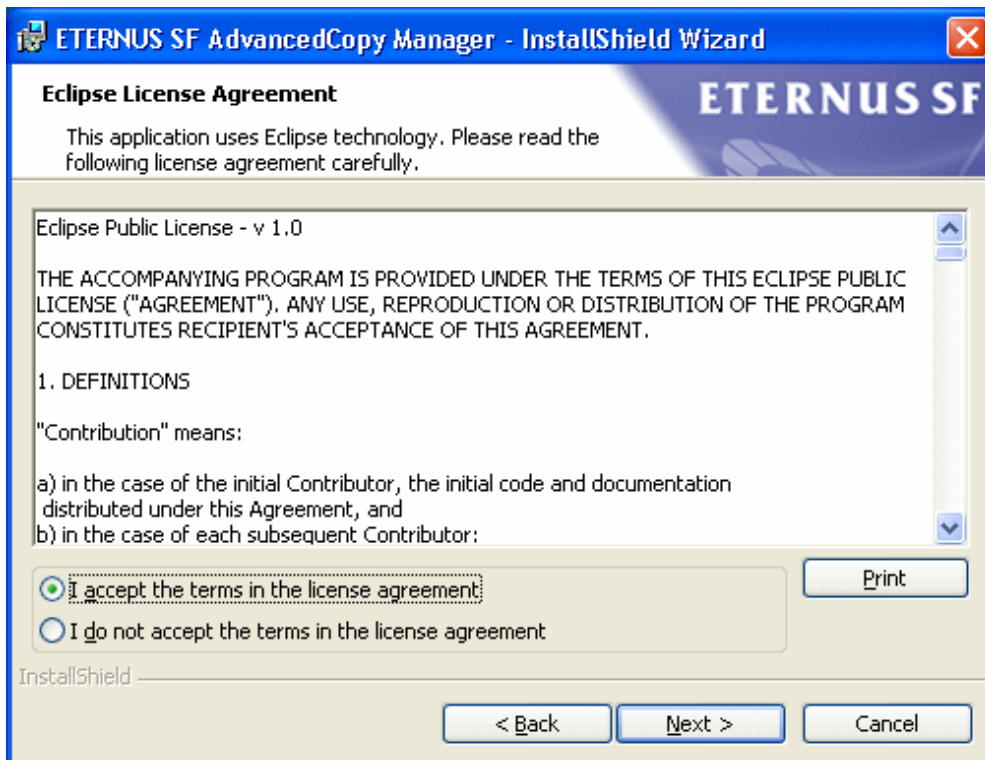 ETERNUS SF AdvancedCopy Manager - InstallShield Wizard
Eclipse License Agreement
ETERNUS SF
This application uses Eclipse technology. Please read the
following license agreement carefully.
Eclipse Public License - v 1.0
THE ACCOMPANYING PROGRAM IS PROVIDED UNDER THE TERMS OF THIS ECLIPSE PUBLIC
LICENSE ("AGREEMENT"). ANY USE, REPRODUCTION OR DISTRIBUTION OF THE PROGRAM
CONSTITUTES RECIPIENT'S ACCEPTANCE OF THIS AGREEMENT.
1. DEFINITIONS
"Contribution" means:
a) in the case of the initial Contributor, the initial code and documentation
distributed under this Agreement, and
b) in the case of each subsequent Contributor:
I accept the terms in the license agreement
Print
I do not accept the terms in the license agreement
InstallShield
< Back
Next >
Cancel